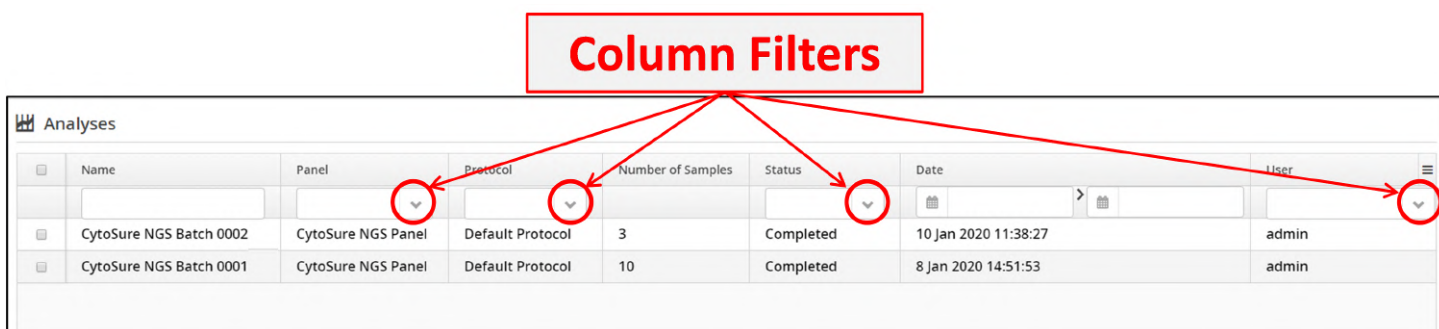 Column Filters
Analyses
Name Panel Protocol Number of Samples Status Date User
>
CytoSure NGS Batch 0002 CytoSure NGS Panel Default Protocol 3 Completed 10 Jan 2020 11:38:27 admin
CytoSure NGS Batch 0001 CytoSure NGS Panel Default Protocol 10 Completed 8 Jan 2020 14:51:53 admin